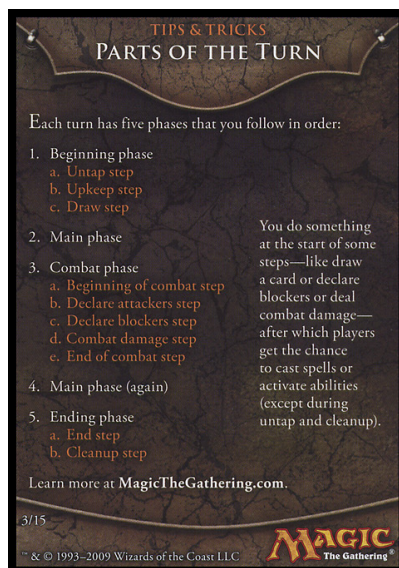 TIPS & TRICKS
PARTS OF THE TURN
Each turn has five phases that you follow in order:
1. Beginning phase
a. Untap step
b. Upkeep step
c. Draw step
2. Main phase
3. Combat phase
a. Beginning of combat step
b. Declare attackers step
c. Declare blockers step
d. Combat damage step
e. End of combat step
4. Main phase (again)
5. Ending phase
a. End step
b. Cleanup step
You do something
at the start of some
steps—like draw
a card or declare
blockers or deal
combat damage—
after which players
get the chance
to cast spells or
activate abilities
(except during
untap and cleanup).
Learn more at MagicTheGathering.com.
3/15
™ & © 1993–2009 Wizards of the Coast LLC
MAGIC
The Gathering®